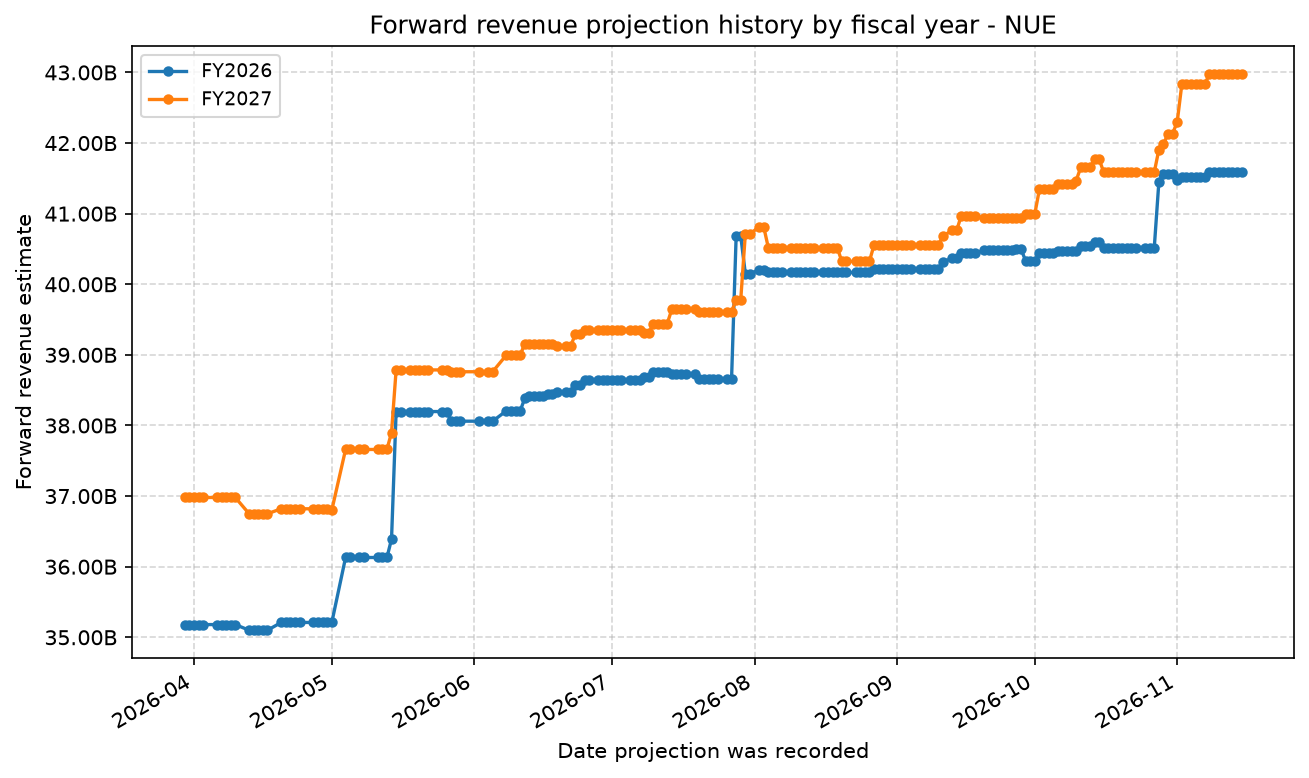 Forward revenue projection history by fiscal year - NUE
FY2026
FY2027
43.00B
42.00B
41.00B
40.00B
39.00B
38.00B
37.00B
36.00B
35.00B
Forward revenue estimate
2026-04
2026-05
2026-06
2026-07
2026-08
2026-09
2026-10
2026-11
Date projection was recorded